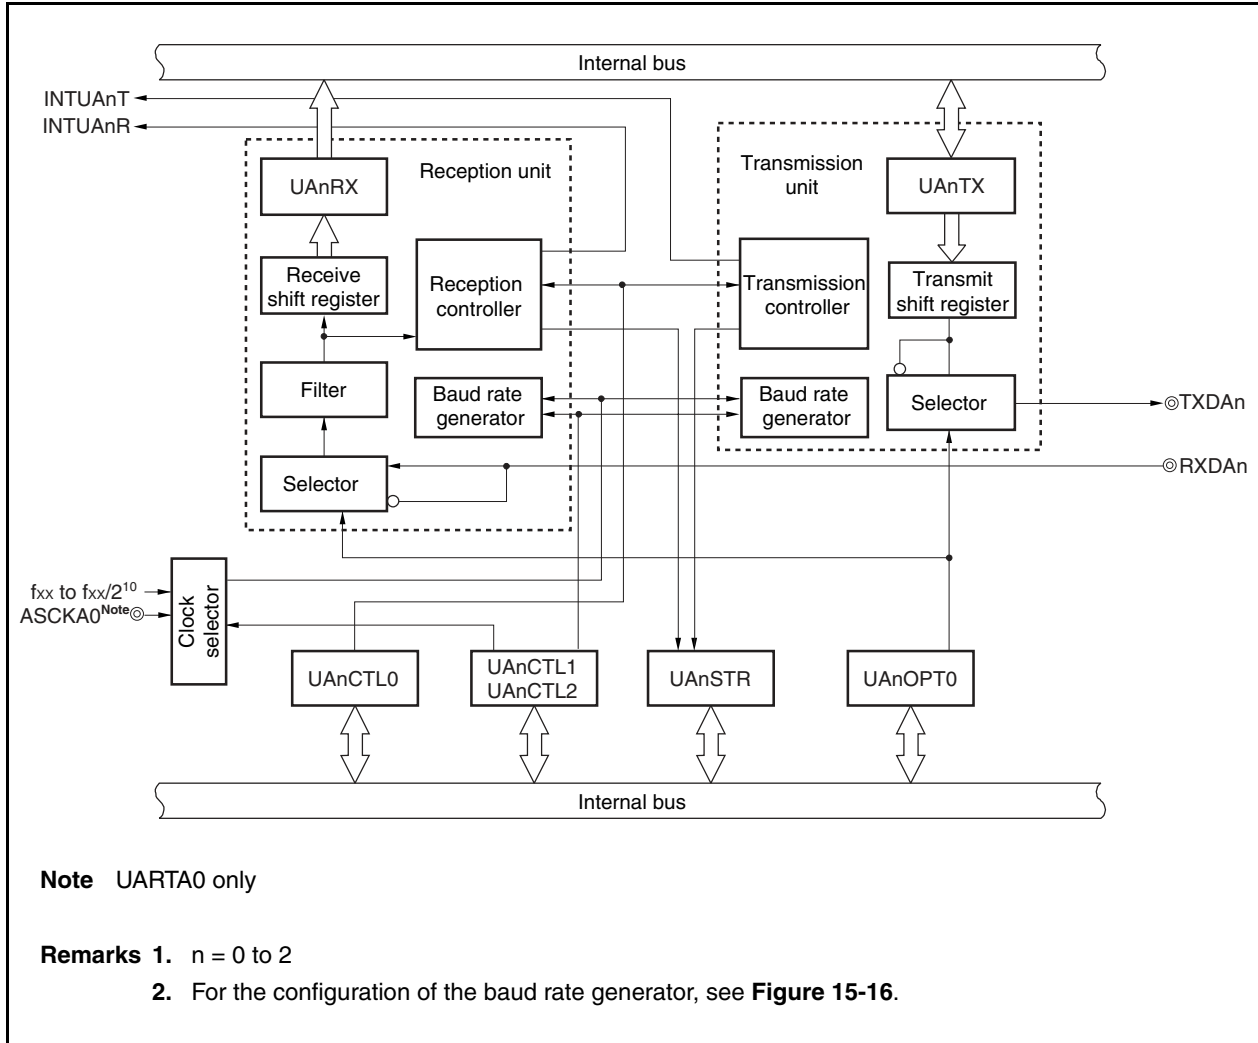 Internal bus
INTUAnT
INTUAnR
Reception unit
Transmission
unit
UAnRX
UAnTX
Receive
shift register
Reception
controller
Transmission
controller
Transmit
shift register
Filter
Baud rate
generator
Baud rate
generator
Selector
TXDAn
Selector
RXDAn
fxx to fxx/2¹⁰
ASCKA0Note
Clock
selector
UAnCTL0
UAnCTL1
UAnCTL2
UAnSTR
UAnOPT0
Internal bus
Note UARTA0 only
Remarks 1. n = 0 to 2
2. For the configuration of the baud rate generator, see Figure 15-16.